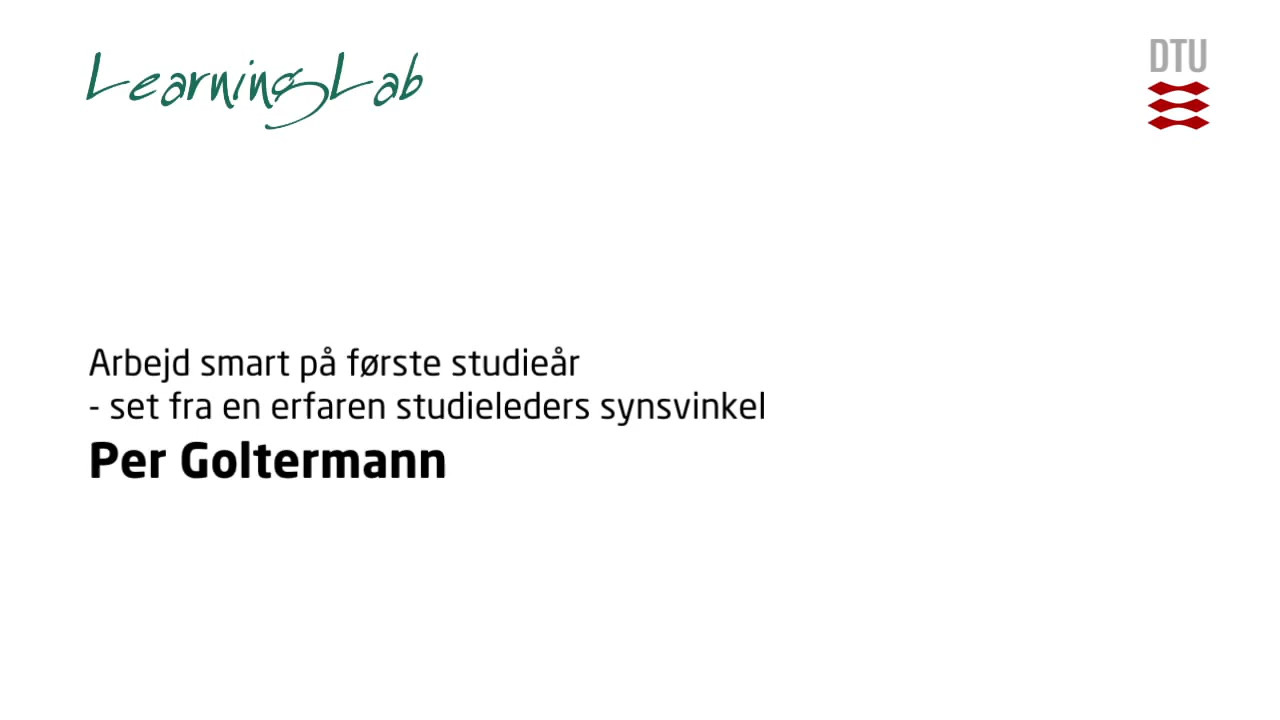 LearningLab
DTU
Arbejd smart på første studieår
- set fra en erfaren studieleders synsvinkel
Per Goltermann